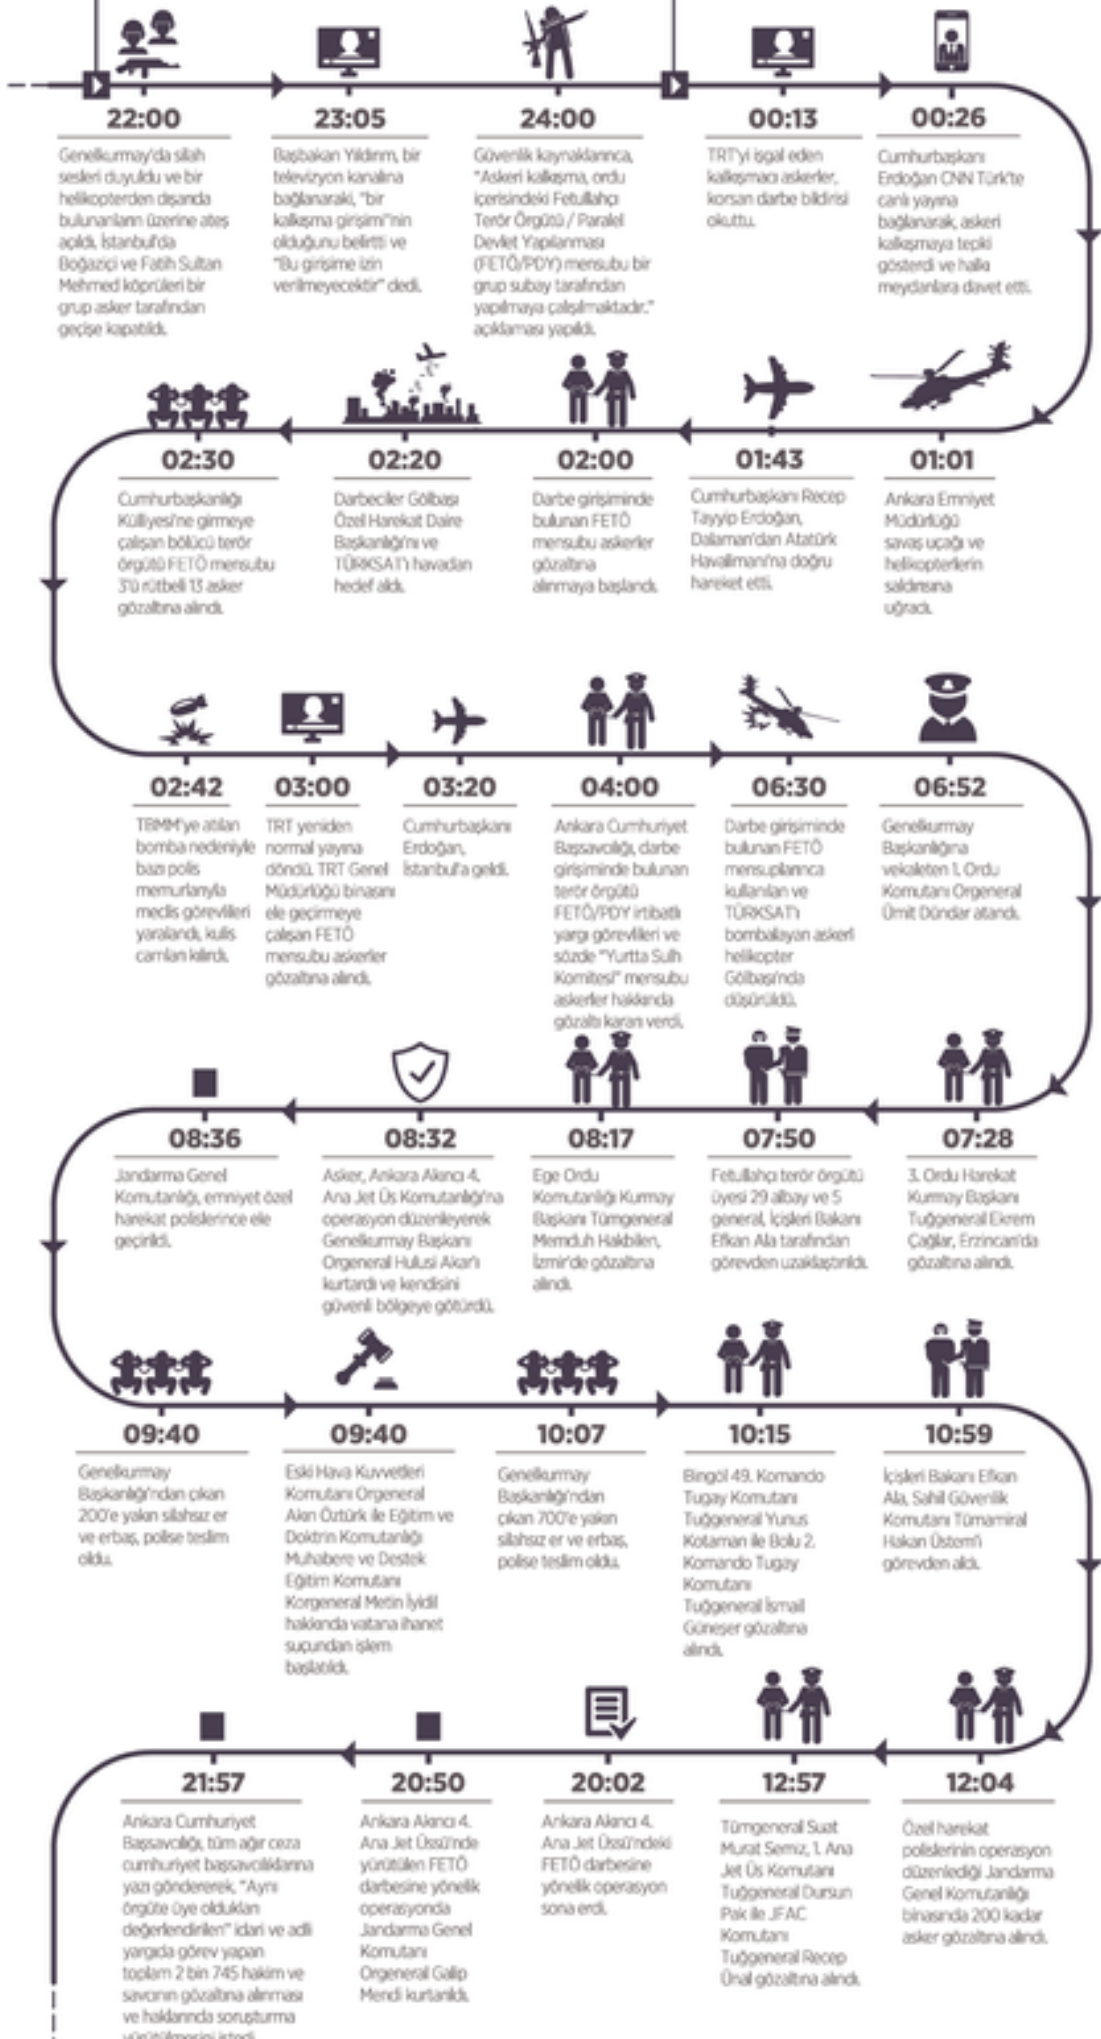 22:00
Genelkurmay'da silah
sesleri duyuldu ve bir
helikopterden dışarıda
bulunanların üzerine ateş
açıldı. İstanbul'da
Boğaziçi ve Fatih Sultan
Mehmed köprüleri bir
grup asker tarafından
geçişe kapatıldı.
23:05
Başbakan Yıldırım, bir
televizyon kanalına
bağlanaraki, "bir
kalkışma girişimi"nin
olduğunu belirtti ve
"Bu girişime izin
verilmeyecektir" dedi.
24:00
Güvenlik kaynaklarınca,
"Askeri kalkışma, ordu
içerisindeki Fetullahçı
Terör Örgütü / Paralel
Devlet Yapılanması
(FETÖ/PDY) mensubu bir
grup subay tarafından
yapılmaya çalışılmaktadır."
açıklaması yapıldı.
00:13
TRT'yi işgal eden
kalkışmacı askerler,
korsan darbe bildirisi
okuttu.
00:26
Cumhurbaşkanı
Erdoğan CNN Türk'te
canlı yayına
bağlanarak, askeri
kalkışmaya tepki
gösterdi ve halkı
meydanlara davet etti.
01:01
Ankara Emniyet
Müdürlüğü
savaş uçağı ve
helikopterlerin
saldırısına
uğradı.
01:43
Cumhurbaşkanı Recep
Tayyip Erdoğan,
Dalaman'dan Atatürk
Havalimanı'na doğru
hareket etti.
02:00
Darbe girişiminde
bulunan FETÖ
mensubu askerler
gözaltına
alınmaya başlandı.
02:20
Darbeciler Gölbaşı
Özel Harekat Daire
Başkanlığı'nı ve
TÜRKSAT'ı havadan
hedef aldı.
02:30
Cumhurbaşkanlığı
Külliyesi'ne girmeye
çalışan bölücü terör
örgütü FETÖ mensubu
3'ü rütbeli 13 asker
gözaltına alındı.
02:42
TBMM'ye atılan
bomba nedeniyle
bazı polis
memurlarıyla
meclis görevlileri
yaralandı, kulis
camları kılırdı.
03:00
TRT yeniden
normal yayına
döndü. TRT Genel
Müdürlüğü binasını
ele geçirmeye
çalışan FETÖ
mensubu askerler
gözaltına alındı.
03:20
Cumhurbaşkanı
Erdoğan,
İstanbul'a geldi.
04:00
Ankara Cumhuriyet
Başsavcılığı, darbe
girişiminde bulunan
terör örgütü
FETÖ/PDY irtibatlı
yargı görevlileri ve
sözde "Yurtta Sulh
Komitesi" mensubu
askerler hakkında
gözaltı kararı verdi.
06:30
Darbe girişiminde
bulunan FETÖ
mensuplarınca
kullanılan ve
TÜRKSAT'ı
bombalayan askeri
helikopter
Gölbaşı'nda
düşürüldü.
06:52
Genelkurmay
Başkanlığına
vekaleten 1. Ordu
Komutanı Orgeneral
Ümit Dündar atandı.
07:28
3. Ordu Harekat
Kurmay Başkanı
Tuğgeneral Ekrem
Çağlar, Erzincan'da
gözaltına alındı.
07:50
Fetullahçı terör örgütü
üyesi 29 albay ve 5
general, İçişleri Bakanı
Efkan Ala tarafından
görevden uzaklaştırıldı.
08:17
Ege Ordu
Komutanlığı Kurmay
Başkanı Tümgeneral
Memduh Hakbilen,
İzmir'de gözaltına
alındı.
08:32
Asker, Ankara Akıncı 4.
Ana Jet Üs Komutanlığı'na
operasyon düzenleyerek
Genelkurmay Başkanı
Orgeneral Hulusi Akar'ı
kurtardı ve kendisini
güvenli bölgeye götürdü.
08:36
Jandarma Genel
Komutanlığı, emniyet özel
harekat polislerince ele
geçirildi.
09:40
Genelkurmay
Başkanlığı'ndan çıkan
200'e yakın silahsız er
ve erbaş, polise teslim
oldu.
09:40
Eski Hava Kuvvetleri
Komutanı Orgeneral
Akın Öztürk ile Eğitim ve
Doktrin Komutanlığı
Muhabere ve Destek
Eğitim Komutanı
Korgeneral Metin İyidil
hakkında vatana ihanet
suçundan işlem
başlatıldı.
10:07
Genelkurmay
Başkanlığı'ndan
çıkan 700'e yakın
silahsız er ve erbaş,
polise teslim oldu.
10:15
Bingöl 49. Komando
Tugay Komutanı
Tuğgeneral Yunus
Kotaman ile Bolu 2.
Komando Tugay
Komutanı
Tuğgeneral İsmail
Güneşer gözaltına
alındı.
10:59
İçişleri Bakanı Efkan
Ala, Sahil Güvenlik
Komutanı Tümamiral
Hakan Üstem'i
görevden aldı.
12:04
Özel harekat
polislerinin operasyon
düzenlediği Jandarma
Genel Komutanlığı
binasında 200 kadar
asker gözaltına alındı.
12:57
Tümgeneral Suat
Murat Semiz, 1. Ana
Jet Üs Komutanı
Tuğgeneral Dursun
Pak ile JFAC
Komutanı
Tuğgeneral Recep
Ünal gözaltına alındı.
20:02
Ankara Akıncı 4.
Ana Jet Üssü'ndeki
FETÖ darbesine
yönelik operasyon
sona erdi.
20:50
Ankara Akıncı 4.
Ana Jet Üssü'nde
yürütülen FETÖ
darbesine yönelik
operasyonda
Jandarma Genel
Komutanı
Orgeneral Galip
Mendi kurtarıldı.
21:57
Ankara Cumhuriyet
Başsavcılığı, tüm ağır ceza
cumhuriyet başsavcılıklarına
yazı göndererek, "Aynı
örgüte üye oldukları
değerlendirilen" idari ve adli
yargıda görev yapan
toplam 2 bin 745 hakim ve
savcının gözaltına alınması
ve haklarında soruşturma
yürütülmesini istedi.